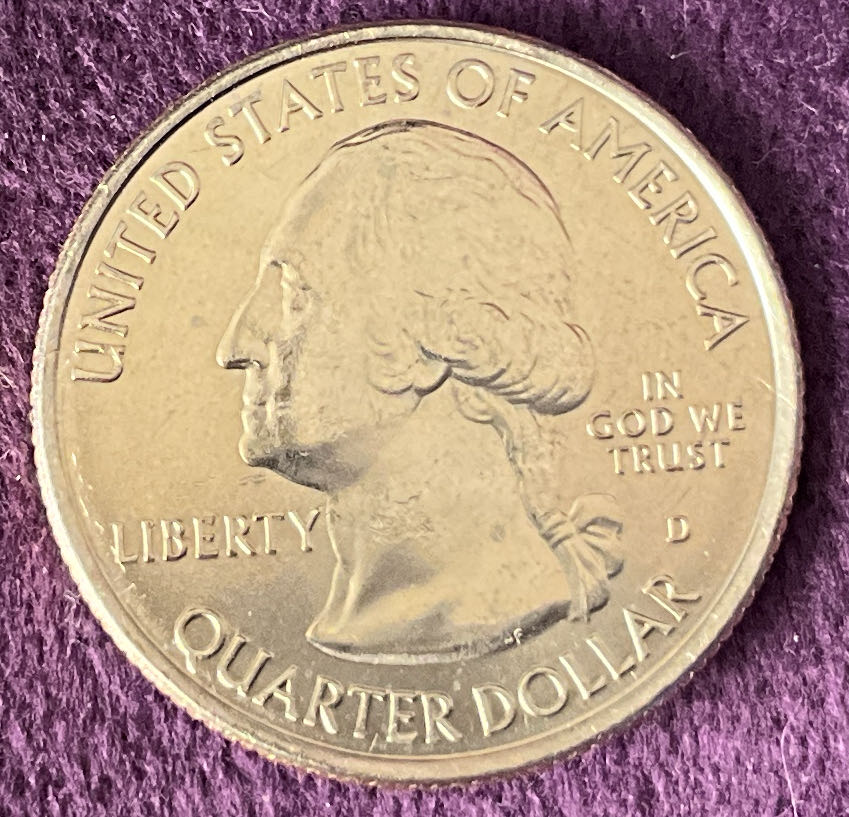 UNITED STATES OF AMERICA
IN
GOD WE
TRUST
LIBERTY
D
QUARTER DOLLAR